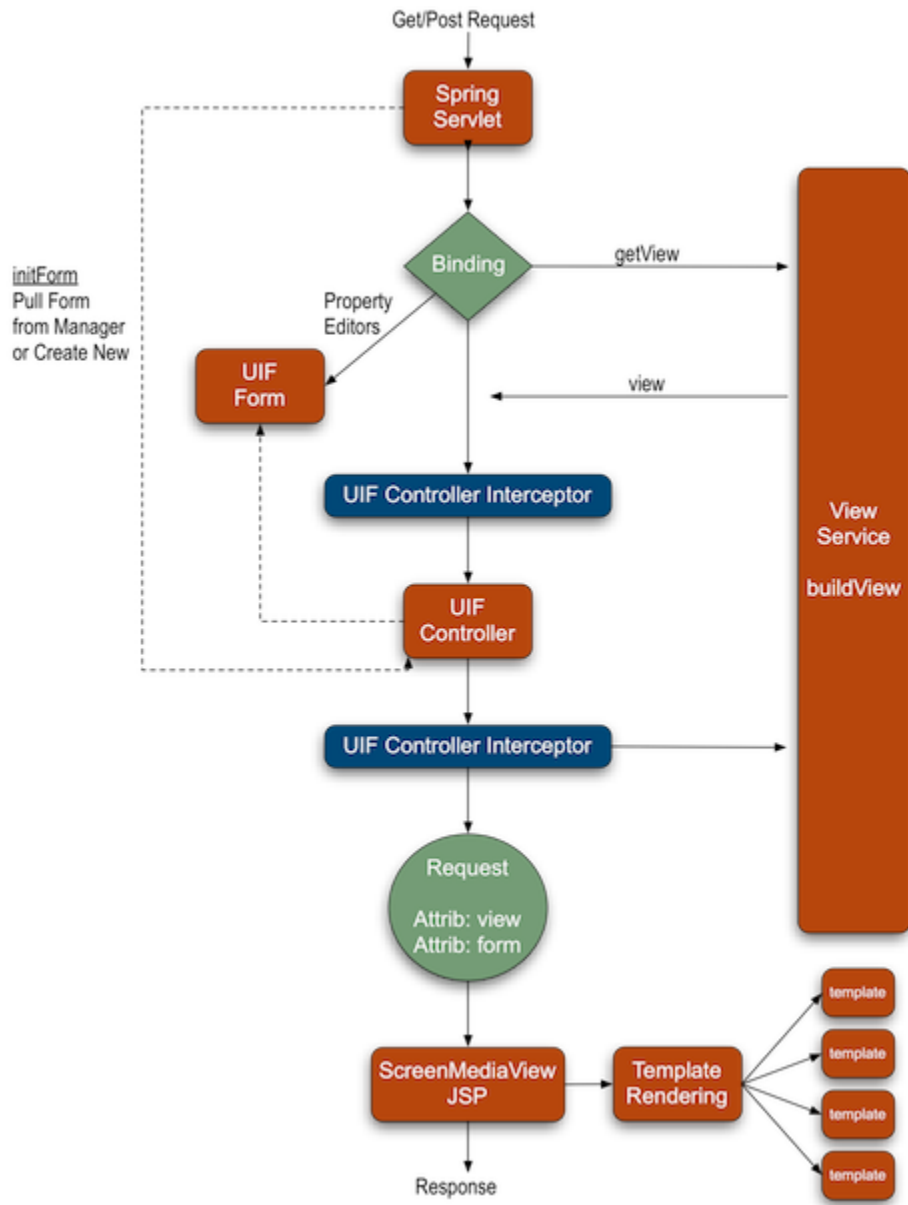 Get/Post Request
Spring
Servlet
Binding
getView
initForm
Pull Form
from Manager
or Create New
Property
Editors
UIF
Form
view
UIF Controller Interceptor
View
Service
buildView
UIF
Controller
UIF Controller Interceptor
Request
Attrib: view
Attrib: form
template
template
ScreenMediaView
JSP
Template
Rendering
template
template
Response